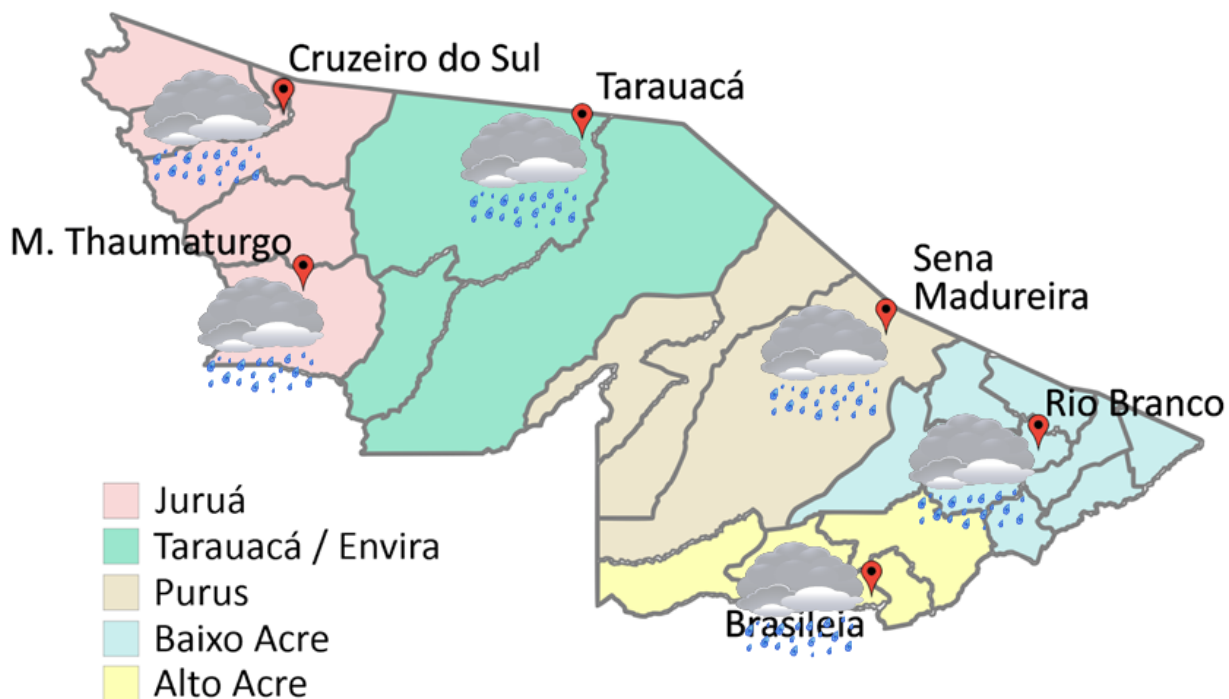 Cruzeiro do Sul
Tarauacá
M. Thaumaturgo
Sena
Madureira
Rio Branco
Brasileia
Juruá
Tarauacá / Envira
Purus
Baixo Acre
Alto Acre